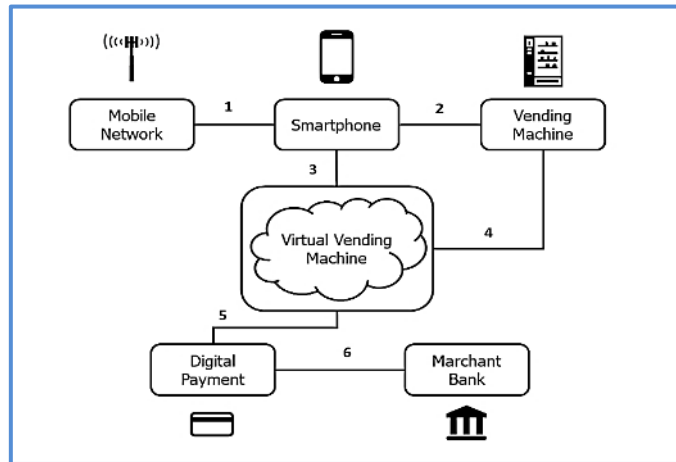 Mobile
Network
1
Smartphone
2
Vending
Machine
3
Virtual Vending
Machine
4
5
Digital
Payment
6
Marchant
Bank